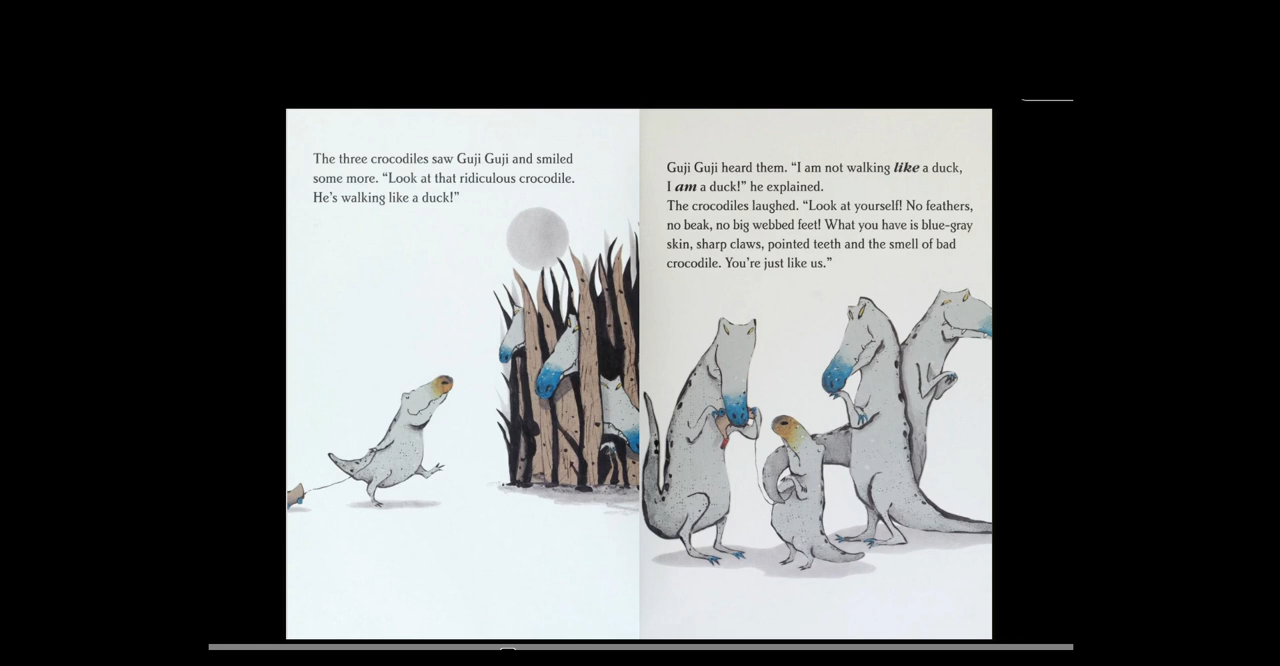 The three crocodiles saw Guji Guji and smiled
some more. “Look at that ridiculous crocodile.
He’s walking like a duck!”
Guji Guji heard them. “I am not walking like a duck,
I am a duck!” he explained.
The crocodiles laughed. “Look at yourself! No feathers,
no beak, no big webbed feet! What you have is blue-gray
skin, sharp claws, pointed teeth and the smell of bad
crocodile. You’re just like us.”